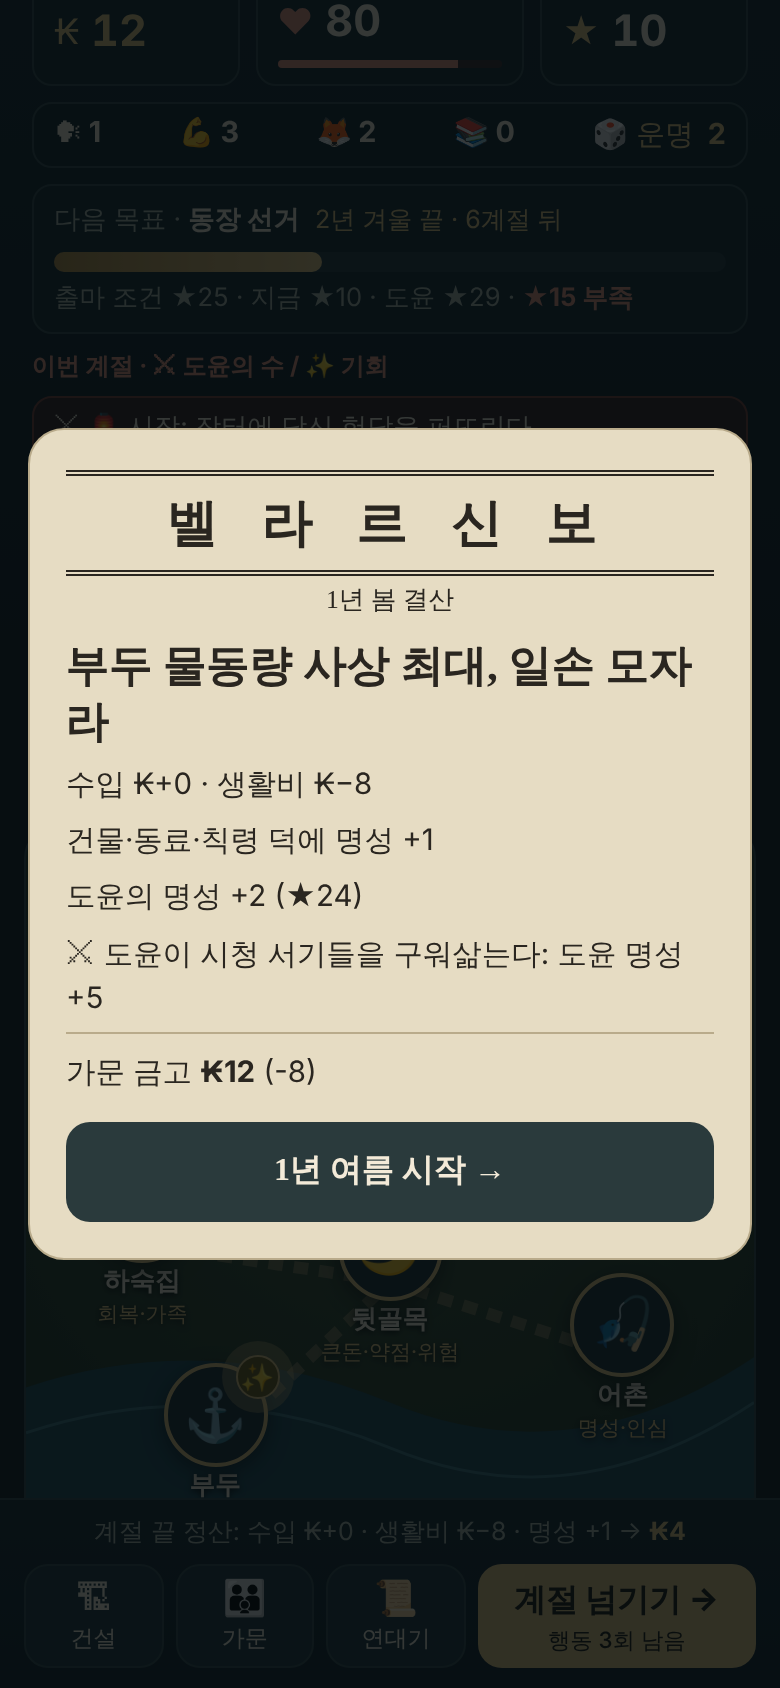 ₭ 12
80
★ 10
1
3
2
0
운명 2
다음 목표 · 동장 선거 2년 겨울 끝 · 6계절 뒤
출마 조건 ★25 · 지금 ★10 · 도윤 ★29 · ★15 부족
이번 계절 · ⚔ 도윤의 수 / ✨ 기회
벨라르신보
1년 봄 결산
부두 물동량 사상 최대, 일손 모자
라
수입 ₭+0 · 생활비 ₭−8
건물·동료·칙령 덕에 명성 +1
도윤의 명성 +2 (★24)
⚔ 도윤이 시청 서기들을 구워삶는다: 도윤 명성
+5
가문 금고 ₭12 (-8)
1년 여름 시작 →
하숙집
회복·가족
뒷골목
큰돈·약점·위험
어촌
명성·인심
부두
계절 끝 정산: 수입 ₭+0 · 생활비 ₭−8 · 명성 +1 → ₭4
건설
가문
연대기
계절 넘기기 →
행동 3회 남음